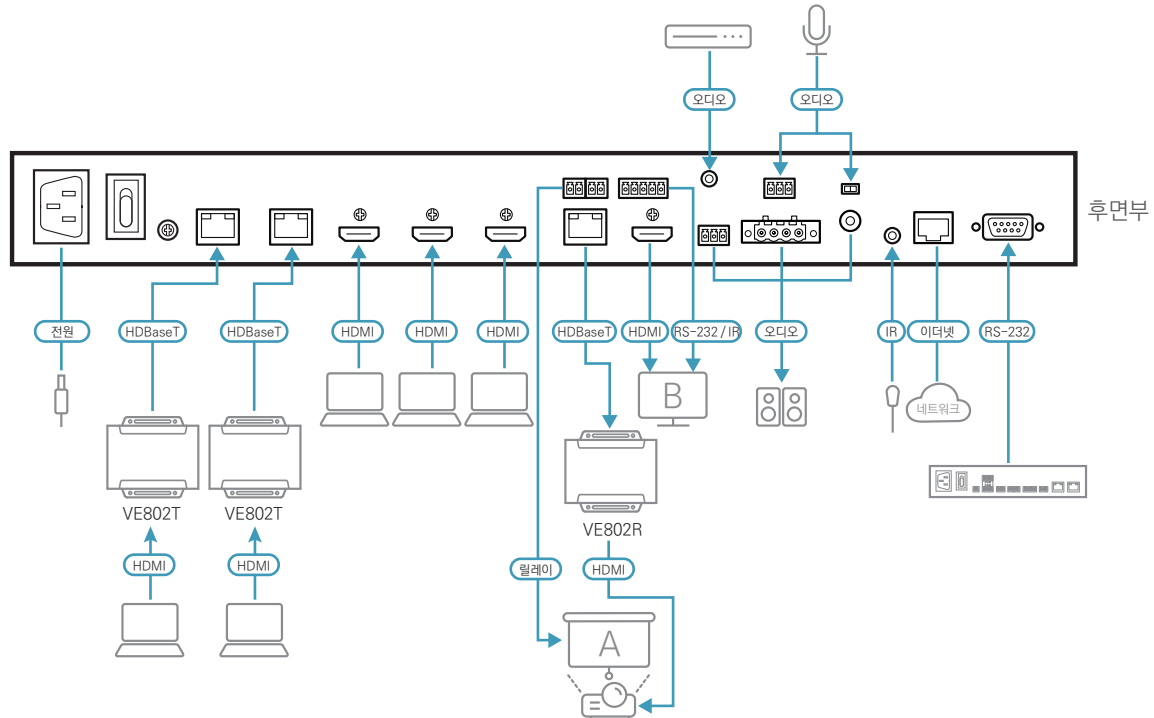 오디오
오디오
후면부
전원
HDBaseT
HDBaseT
HDMI
HDMI
HDMI
HDBaseT
HDMI
RS-232 / IR
오디오
IR
이더넷
RS-232
B
네트워크
VE802T
VE802T
VE802R
HDMI
HDMI
릴레이
HDMI
A